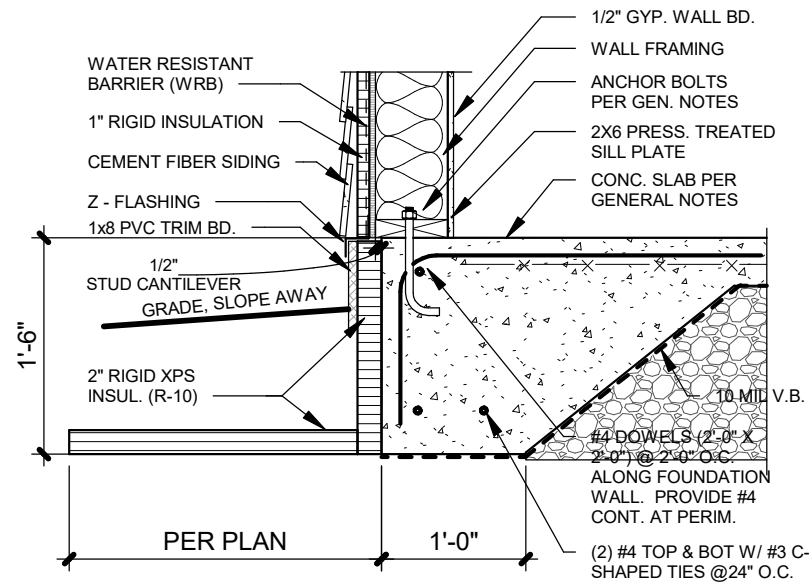 WATER RESISTANT
BARRIER (WRB)
1" RIGID INSULATION
CEMENT FIBER SIDING
Z - FLASHING
1x8 PVC TRIM BD.
1/2"
STUD CANTILEVER
GRADE, SLOPE AWAY
1'-6"
2" RIGID XPS
INSUL. (R-10)
PER PLAN
1'-0"
1/2" GYP. WALL BD.
WALL FRAMING
ANCHOR BOLTS
PER GEN. NOTES
2X6 PRESS. TREATED
SILL PLATE
CONC. SLAB PER
GENERAL NOTES
10 MIL V.B.
#4 DOWELS (2'-0" X
2'-0") @ 2'-0" O.C.
ALONG FOUNDATION
WALL. PROVIDE #4
CONT. AT PERIM.
(2) #4 TOP & BOT W/ #3 C-
SHAPED TIES @24" O.C.